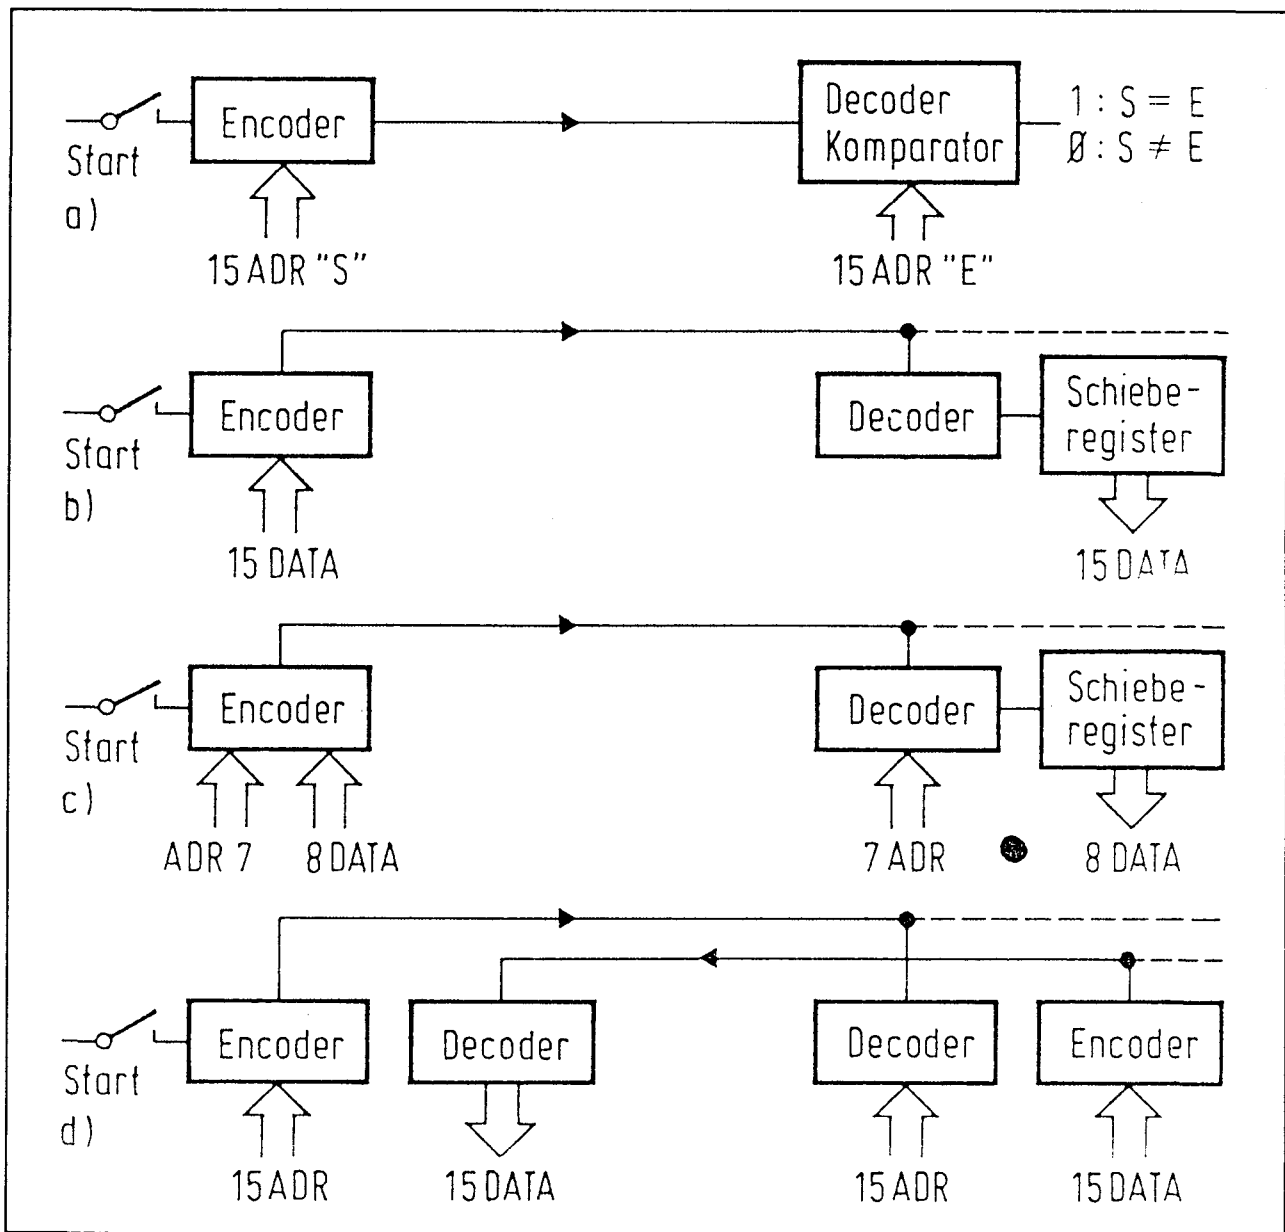 Start
a)
Encoder
15 ADR "S"
Decoder
Komparator
15 ADR "E"
1 : S = E
Ø : S ≠ E
Start
b)
Encoder
15 DATA
Decoder
Schiebe-
register
15 DATA
Start
c)
Encoder
ADR 7
8 DATA
Decoder
7 ADR
Schiebe-
register
8 DATA
Start
d)
Encoder
15 ADR
Decoder
15 DATA
Decoder
15 ADR
Encoder
15 DATA